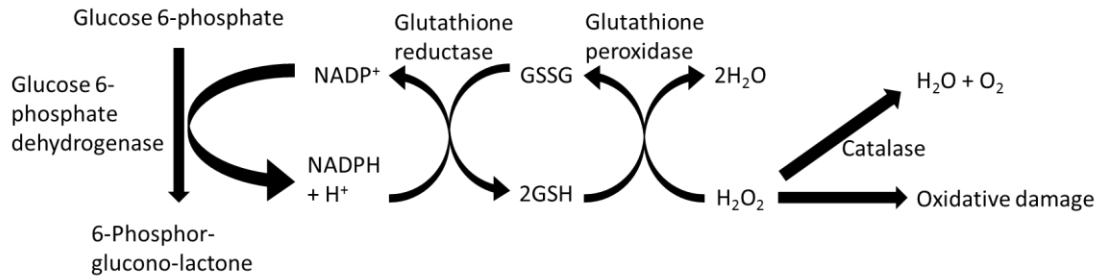 Glucose 6-phosphate
Glucose 6-
phosphate
dehydrogenase
6-Phosphor-
glucono-lactone
NADP⁺
NADPH
+ H⁺
Glutathione
reductase
GSSG
2GSH
Glutathione
peroxidase
2H₂O
H₂O₂
H₂O + O₂
Catalase
Oxidative damage